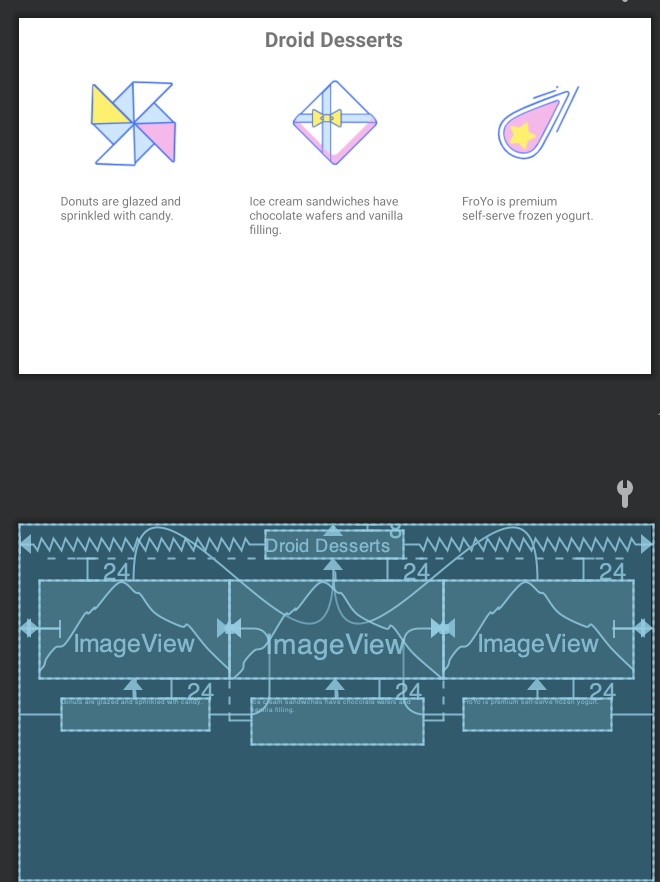 Droid Desserts
Donuts are glazed and
sprinkled with candy.
Ice cream sandwiches have
chocolate wafers and vanilla
filling.
FroYo is premium
self-serve frozen yogurt.
8
Droid Desserts
24
24
24
ImageView
ImageView
ImageView
24
24
24
Donuts are glazed and sprinkled with candy.
Ice cream sandwiches have chocolate wafers and
vanilla filling.
FroYo is premium self-serve frozen yogurt.